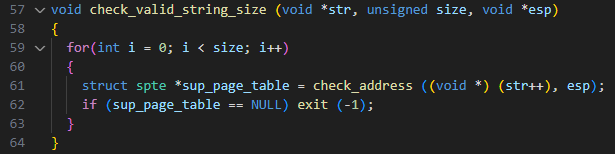 57 void check_valid_string_size (void *str, unsigned size, void *esp)
58 {
59 for(int i = 0; i < size; i++)
60 {
61 struct spte *sup_page_table = check_address ((void *) (str++), esp);
62 if (sup_page_table == NULL) exit (-1);
63 }
64 }